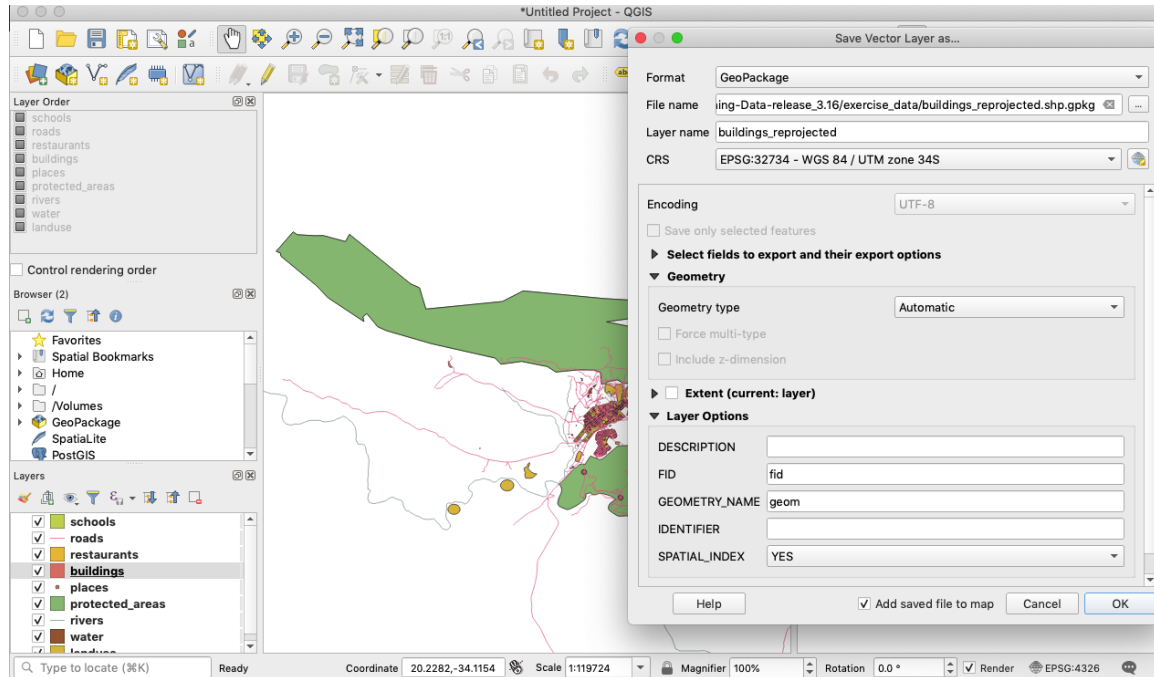 *Untitled Project - QGIS
Layer Order
schools
roads
restaurants
buildings
places
protected_areas
rivers
water
landuse
Control rendering order
Browser (2)
Favorites
Spatial Bookmarks
Home
/
/Volumes
GeoPackage
SpatiaLite
PostGIS
Layers
schools
roads
restaurants
buildings
places
protected_areas
rivers
water
landuse
Save Vector Layer as...
Format GeoPackage
File name ing-Data-release_3.16/exercise_data/buildings_reprojected.shp.gpkg ...
Layer name buildings_reprojected
CRS EPSG:32734 - WGS 84 / UTM zone 34S
Encoding UTF-8
Save only selected features
Select fields to export and their export options
Geometry
Geometry type Automatic
Force multi-type
Include z-dimension
Extent (current: layer)
Layer Options
DESCRIPTION
FID fid
GEOMETRY_NAME geom
IDENTIFIER
SPATIAL_INDEX YES
Help Add saved file to map Cancel OK
Type to locate (⌘K) Ready Coordinate 20.2282,-34.1154 Scale 1:119724 Magnifier 100% Rotation 0.0 ° Render EPSG:4326